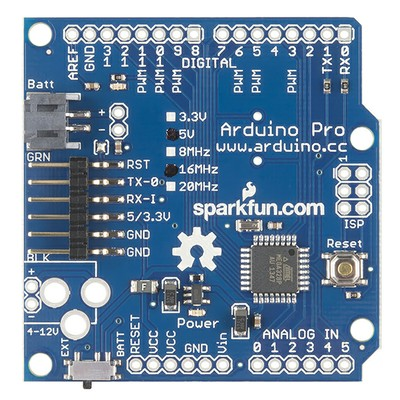 AREF
GND
13
12
11 PWM
10 PWM
9 PWM
8
DIGITAL
7
6 PWM
5 PWM
4
3 PWM
2
TX→1
RX→0
Batt
+
-
3.3V
5V
8MHz
16MHz
20MHz
Arduino Pro
www.arduino.cc
GRN
RST
TX-0
RX-I
5/3.3V
GND
GND
BLK
sparkfun.com
1
ISP
Reset
+
-
4-12V
EXT
BATT
F
Power
MEGA328P
RESET
VCC
VCC
GND
Vin
ANALOG IN
0 1 2 3 4 5